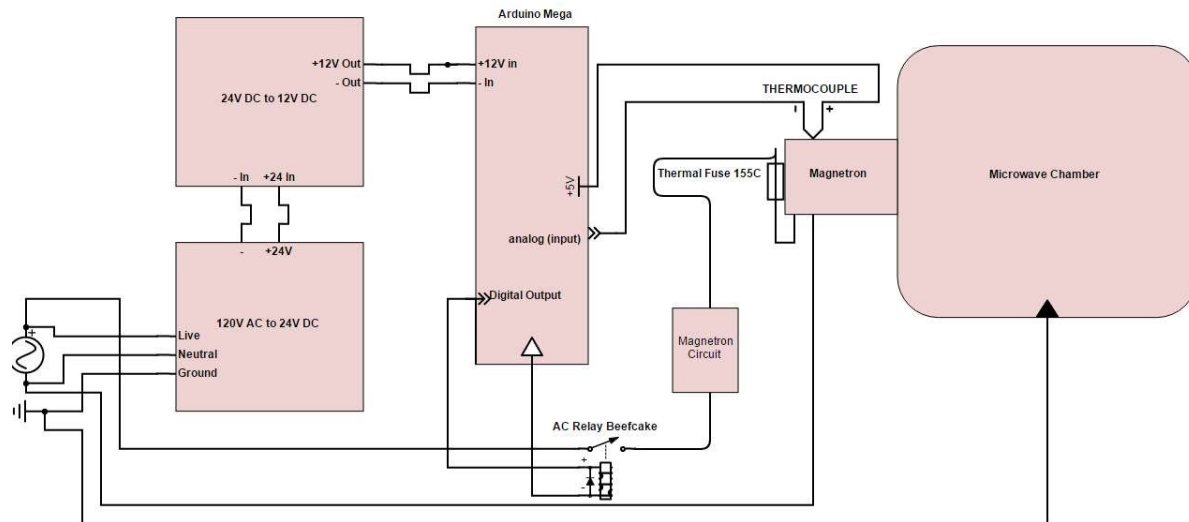 Arduino Mega
+12V Out
- Out
24V DC to 12V DC
- In +24 In
+12V in
- In
THERMOCOUPLE
- +
Thermal Fuse 155C
Magnetron
Microwave Chamber
+5V
analog (input)
Digital Output
- +24V
120V AC to 24V DC
+
Live
Neutral
Ground
Magnetron
Circuit
AC Relay Beefcake
+
-